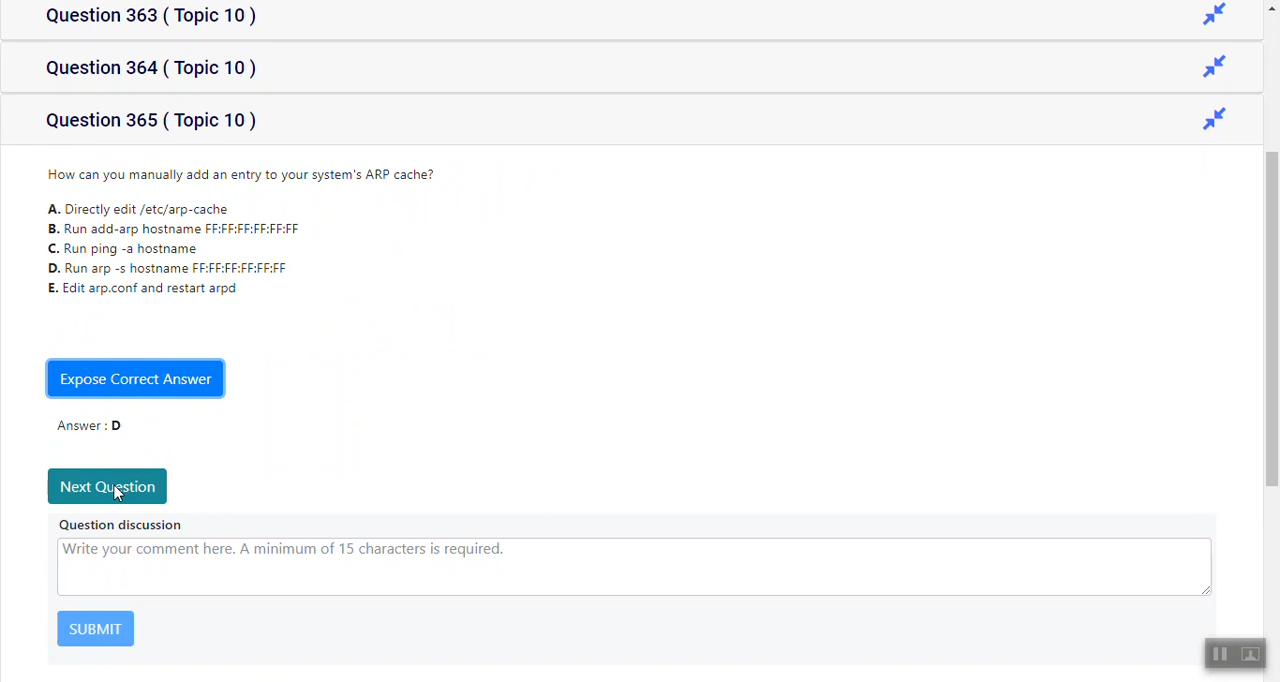 Question 363 ( Topic 10 )
Question 364 ( Topic 10 )
Question 365 ( Topic 10 )
How can you manually add an entry to your system's ARP cache?
A. Directly edit /etc/arp-cache
B. Run add-arp hostname FF:FF:FF:FF:FF:FF
C. Run ping -a hostname
D. Run arp -s hostname FF:FF:FF:FF:FF:FF
E. Edit arp.conf and restart arpd
Expose Correct Answer
Answer : D
Next Question
Question discussion
Write your comment here. A minimum of 15 characters is required.
SUBMIT